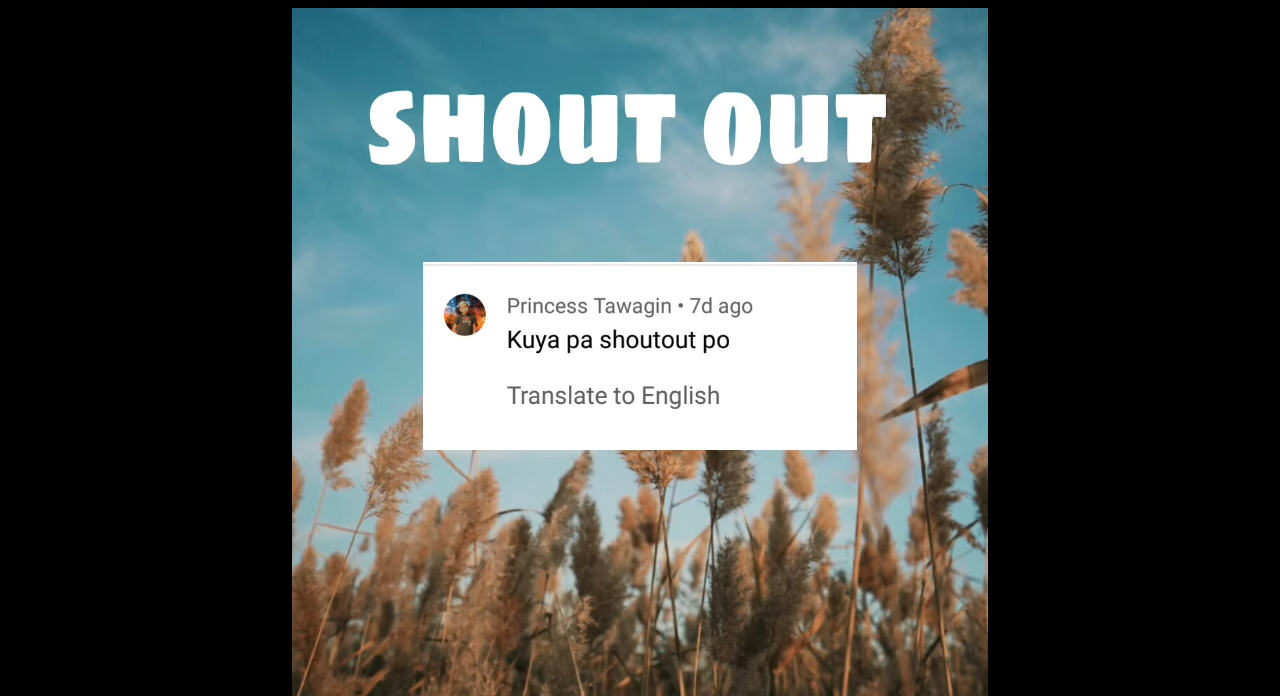 SHOUT OUT
Princess Tawagin • 7d ago
Kuya pa shoutout po
Translate to English